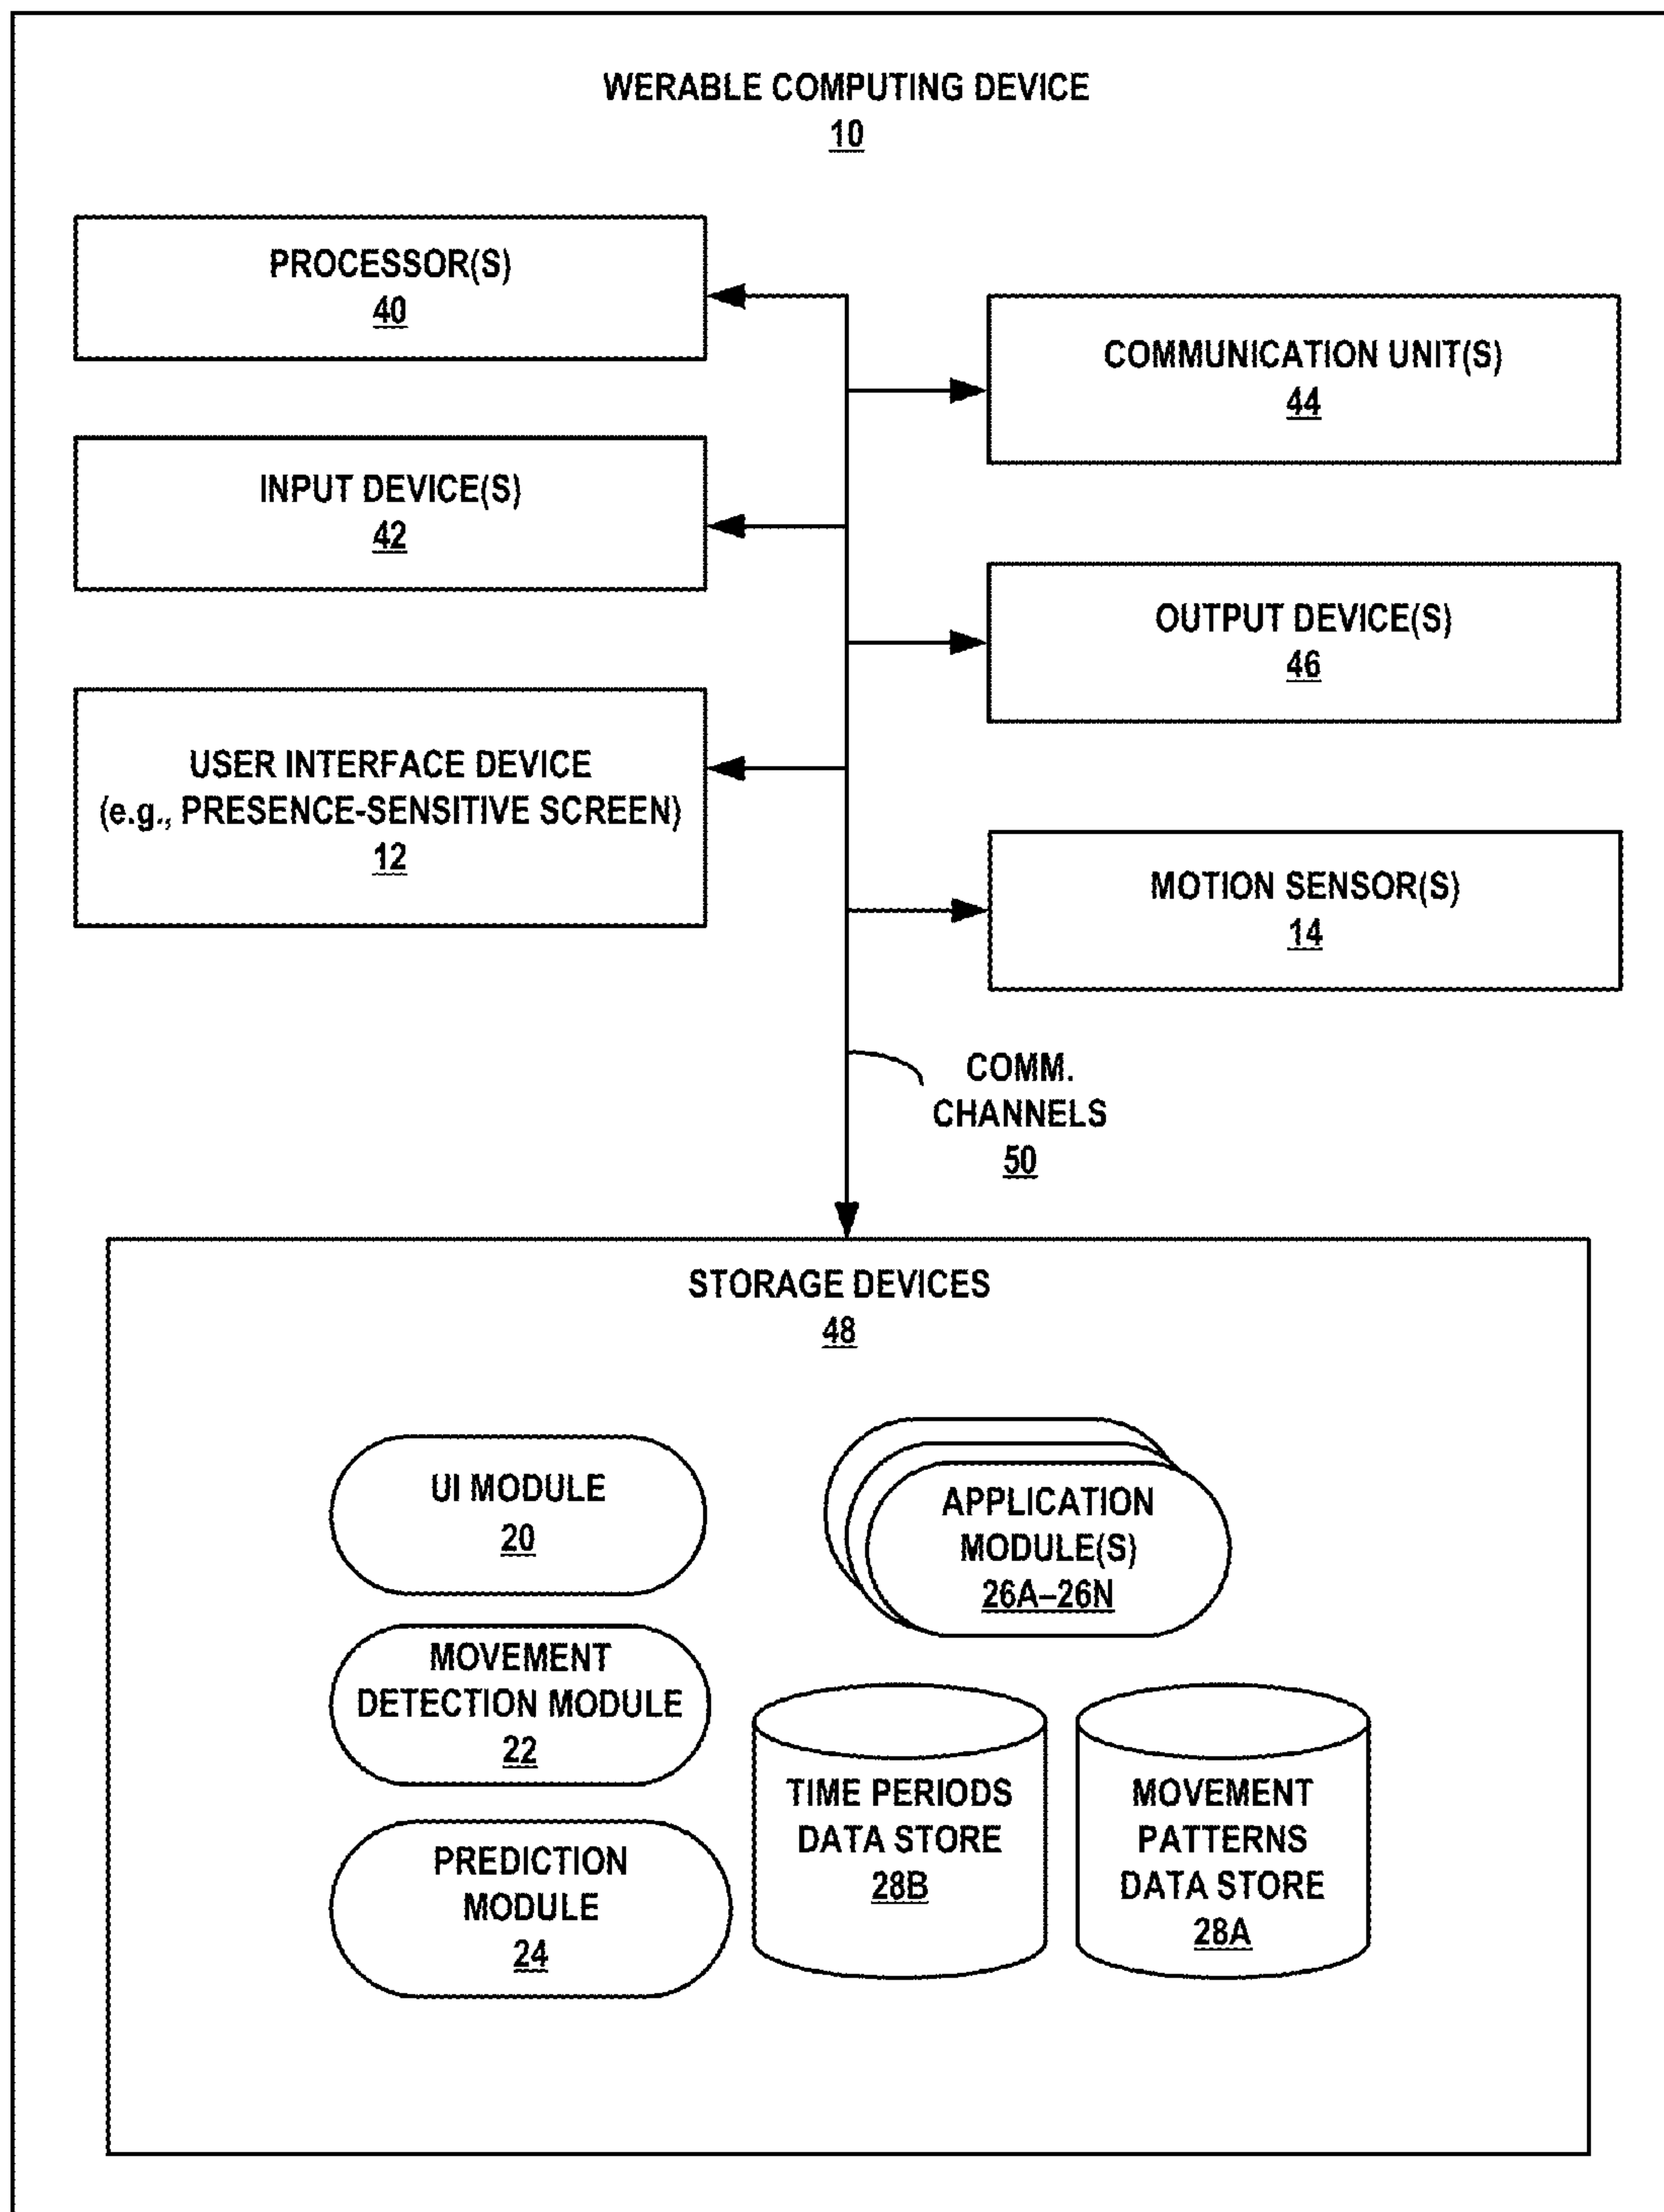 WERABLE COMPUTING DEVICE
10
PROCESSOR(S)
40
COMMUNICATION UNIT(S)
44
INPUT DEVICE(S)
42
OUTPUT DEVICE(S)
46
USER INTERFACE DEVICE
(e.g., PRESENCE-SENSITIVE SCREEN)
12
MOTION SENSOR(S)
14
COMM.
CHANNELS
50
STORAGE DEVICES
48
UI MODULE
20
APPLICATION
MODULE(S)
26A–26N
MOVEMENT
DETECTION MODULE
22
TIME PERIODS
DATA STORE
28B
MOVEMENT
PATTERNS
DATA STORE
28A
PREDICTION
MODULE
24